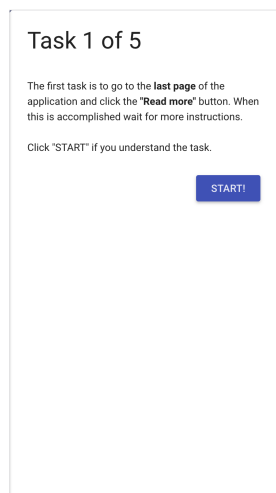 Task 1 of 5
The first task is to go to the last page of the
application and click the "Read more" button. When
this is accomplished wait for more instructions.
Click "START" if you understand the task.
START!